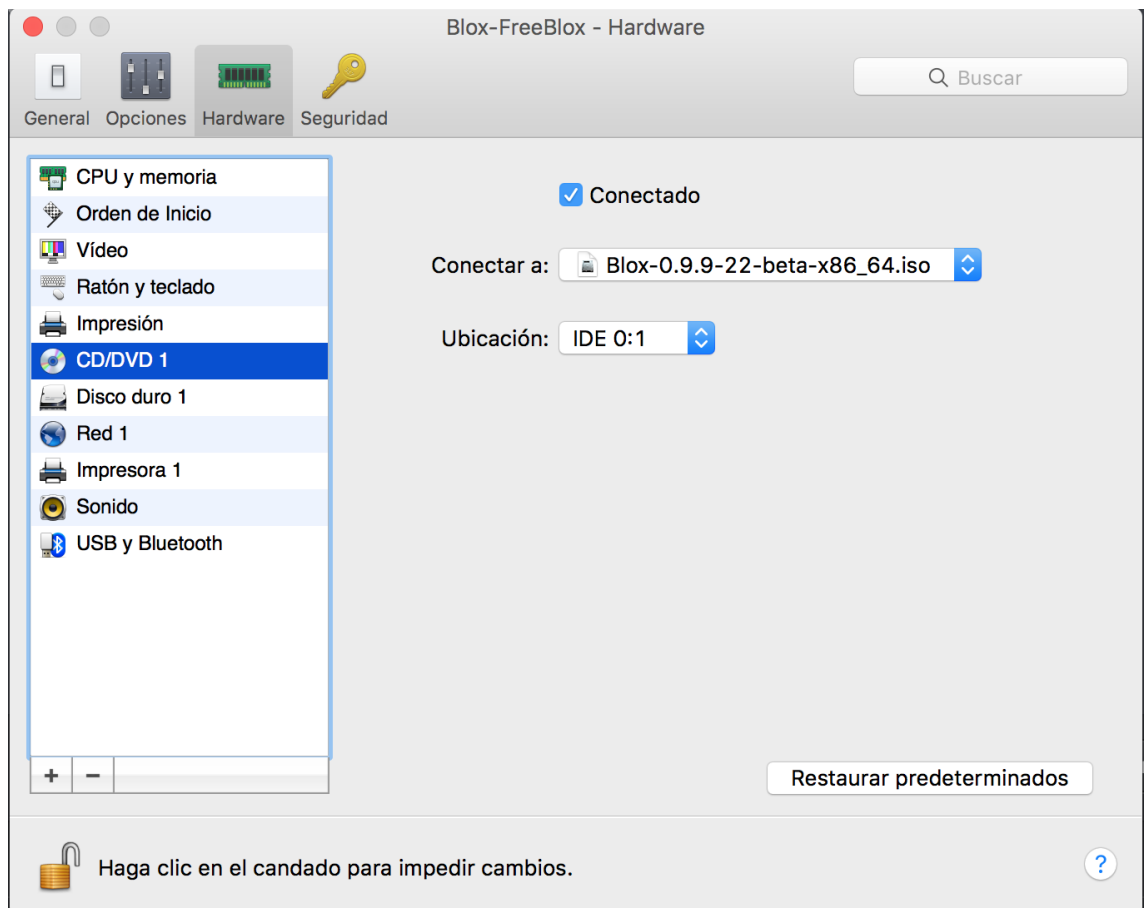 Blox-FreeBlox - Hardware
General Opciones Hardware Seguridad
Buscar
CPU y memoria
Orden de Inicio
Vídeo
Ratón y teclado
Impresión
CD/DVD 1
Disco duro 1
Red 1
Impresora 1
Sonido
USB y Bluetooth
+ −
Conectado
Conectar a: Blox-0.9.9-22-beta-x86_64.iso
Ubicación: IDE 0:1
Restaurar predeterminados
Haga clic en el candado para impedir cambios.
?